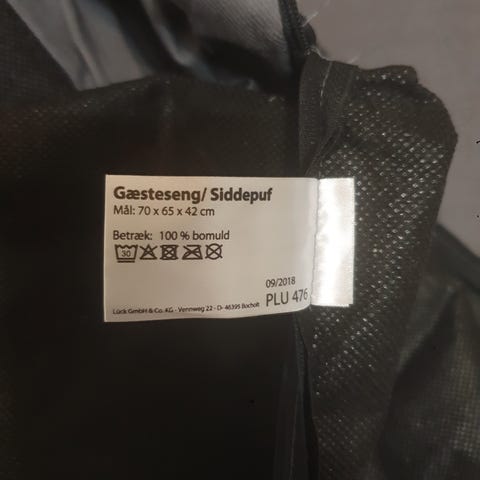 Gæsteseng/ Siddepuf
Mål: 70 x 65 x 42 cm
Betræk: 100 % bomuld
30
09/2018
PLU 476
Lück GmbH & Co. KG - Vennweg 22 - D- 46395 Bocholt